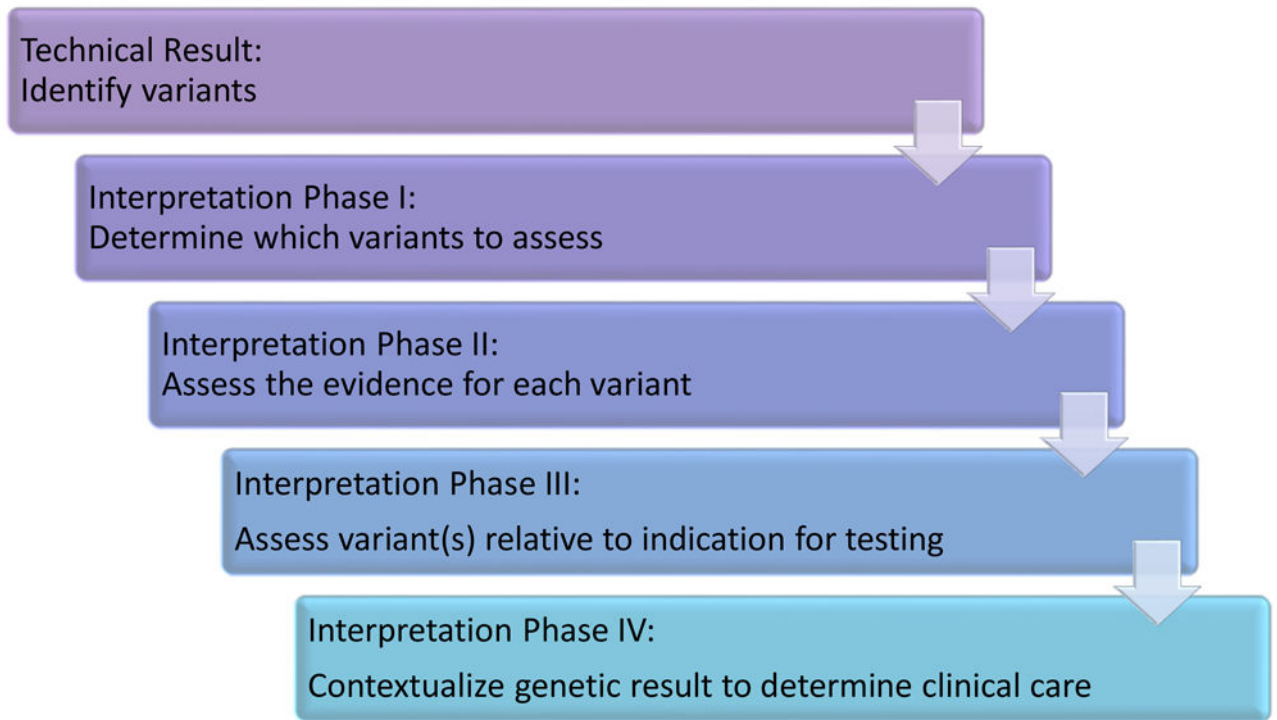 Technical Result:
Identify variants
Interpretation Phase I:
Determine which variants to assess
Interpretation Phase II:
Assess the evidence for each variant
Interpretation Phase III:
Assess variant(s) relative to indication for testing
Interpretation Phase IV:
Contextualize genetic result to determine clinical care